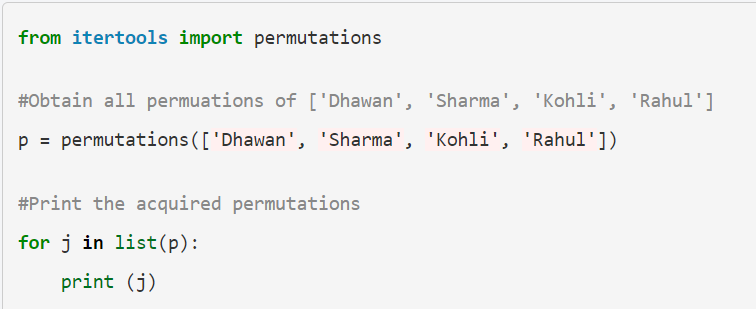 from itertools import permutations
#Obtain all permuations of ['Dhawan', 'Sharma', 'Kohli', 'Rahul']
p = permutations(['Dhawan', 'Sharma', 'Kohli', 'Rahul'])
#Print the acquired permutations
for j in list(p):
    print (j)